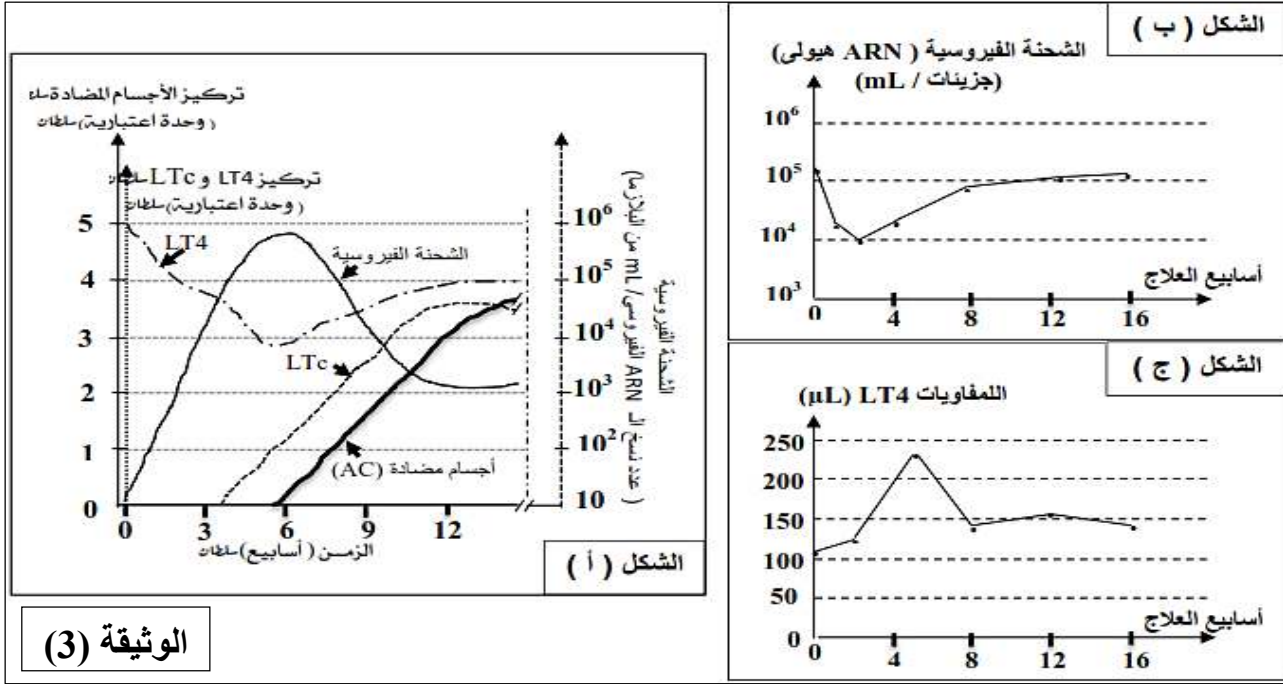 الشكل ( ب )
الشحنة الفيروسية ( ARN هيولى)
(جزيئات / mL)
10⁶
10⁵
10⁴
10³
أسابيع العلاج
0 4 8 12 16
الشكل ( ج )
اللمفاويات LT4 (µL)
250
200
150
100
50
0
أسابيع العلاج
0 4 8 12 16
تركيز الأجسام المضادة
( وحدة اعتبارية) سلطان
تركيز LT4 و LTc
( وحدة اعتبارية) سلطان
5
4
3
2
1
0
LT4
الشحنة الفيروسية
LTc
أجسام مضادة (AC)
10⁶
10⁵
10⁴
10³
10²
10
الشحنة الفيروسية
( عدد نسخ الـ ARN الفيروسي/ mL من البلازما)
0 3 6 9 12
الزمن ( أسابيع) سلطان
الشكل ( أ )
الوثيقة (3)